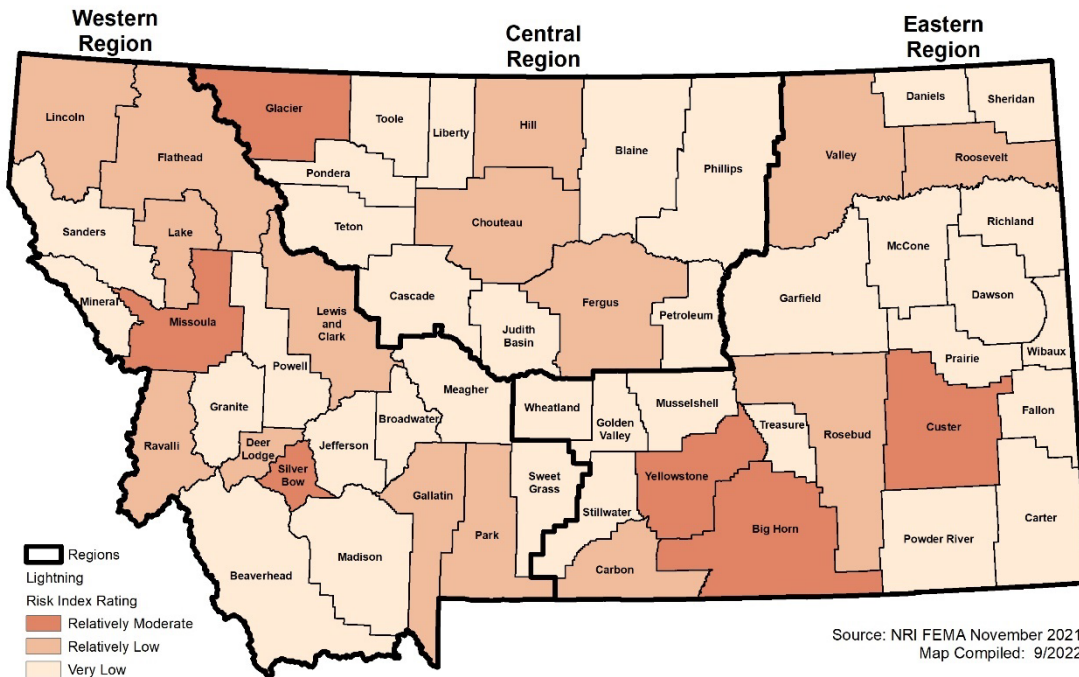 Western
Region
Central
Region
Eastern
Region
Lincoln
Flathead
Glacier
Toole
Liberty
Hill
Blaine
Phillips
Valley
Daniels
Sheridan
Roosevelt
Pondera
Teton
Chouteau
Sanders
Lake
Richland
McCone
Mineral
Missoula
Cascade
Fergus
Garfield
Dawson
Lewis
and
Clark
Judith
Basin
Petroleum
Prairie
Wibaux
Powell
Meagher
Granite
Broadwater
Wheatland
Golden
Valley
Musselshell
Treasure
Rosebud
Custer
Fallon
Ravalli
Deer
Lodge
Jefferson
Silver
Bow
Gallatin
Park
Sweet
Grass
Stillwater
Yellowstone
Big Horn
Carter
Powder River
Madison
Beaverhead
Carbon
Regions
Lightning
Risk Index Rating
Relatively Moderate
Relatively Low
Very Low
Source: NRI FEMA November 2021
Map Compiled: 9/2022